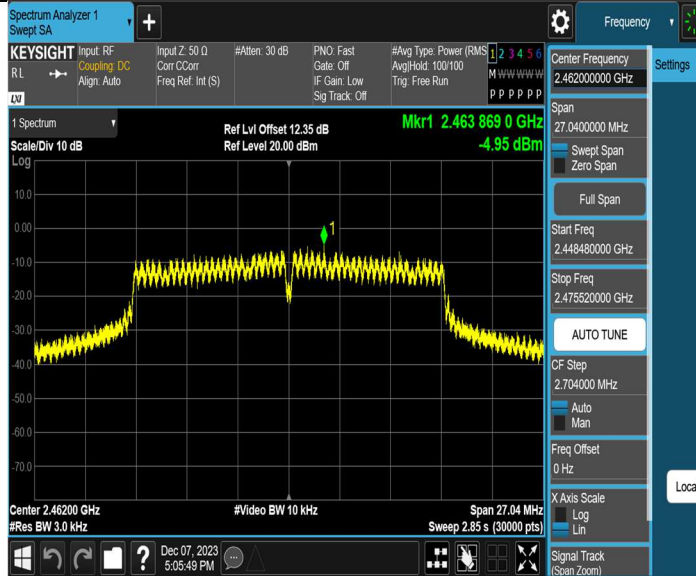 Spectrum Analyzer 1
Swept SA
+
Frequency
KEYSIGHT
RL
LXI
Input: RF
Coupling: DC
Align: Auto
Input Z: 50 Ω
Corr CCorr
Freq Ref: Int (S)
#Atten: 30 dB
PNO: Fast
Gate: Off
IF Gain: Low
Sig Track: Off
#Avg Type: Power (RMS
Avg|Hold: 100/100
Trig: Free Run
1 2 3 4 5 6
M W W W W W
P P P P P P
1 Spectrum
Scale/Div 10 dB
Log
Ref Lvl Offset 12.35 dB
Ref Level 20.00 dBm
Mkr1 2.463 869 0 GHz
-4.95 dBm
10.0
0.00
-10.0
-20.0
-30.0
-40.0
-50.0
-60.0
-70.0
1
Center 2.46200 GHz
#Res BW 3.0 kHz
#Video BW 10 kHz
Span 27.04 MHz
Sweep 2.85 s (30000 pts)
Center Frequency
2.462000000 GHz
Settings
Span
27.0400000 MHz
Swept Span
Zero Span
Full Span
Start Freq
2.448480000 GHz
Stop Freq
2.475520000 GHz
AUTO TUNE
CF Step
2.704000 MHz
Auto
Man
Freq Offset
0 Hz
X Axis Scale
Log
Lin
Loca
Signal Track
(Span Zoom)
?
Dec 07, 2023
5:05:49 PM